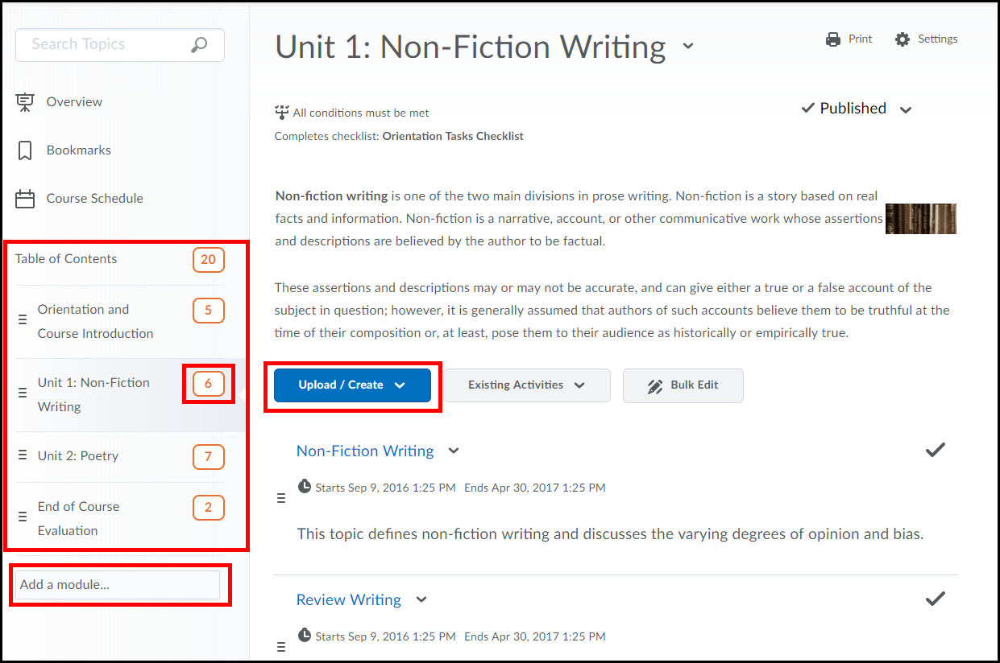 Search Topics
Overview
Bookmarks
Course Schedule
Table of Contents 20
Orientation and
Course Introduction 5
Unit 1: Non-Fiction
Writing 6
Unit 2: Poetry 7
End of Course
Evaluation 2
Add a module...
Unit 1: Non-Fiction Writing
Print Settings
All conditions must be met
Published
Completes checklist: Orientation Tasks Checklist
Non-fiction writing is one of the two main divisions in prose writing. Non-fiction is a story based on real
facts and information. Non-fiction is a narrative, account, or other communicative work whose assertions
and descriptions are believed by the author to be factual.
These assertions and descriptions may or may not be accurate, and can give either a true or a false account of the
subject in question; however, it is generally assumed that authors of such accounts believe them to be truthful at the
time of their composition or, at least, pose them to their audience as historically or empirically true.
Upload / Create Existing Activities Bulk Edit
Non-Fiction Writing
Starts Sep 9, 2016 1:25 PM Ends Apr 30, 2017 1:25 PM
This topic defines non-fiction writing and discusses the varying degrees of opinion and bias.
Review Writing
Starts Sep 9, 2016 1:25 PM Ends Apr 30, 2017 1:25 PM